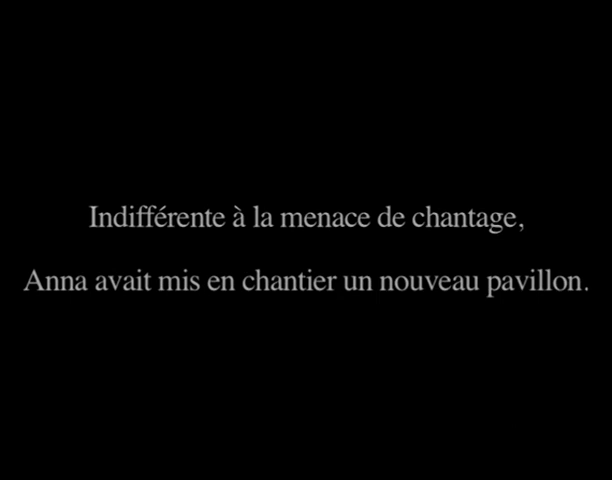 Indifférente à la menace de chantage,
Anna avait mis en chantier un nouveau pavillon.